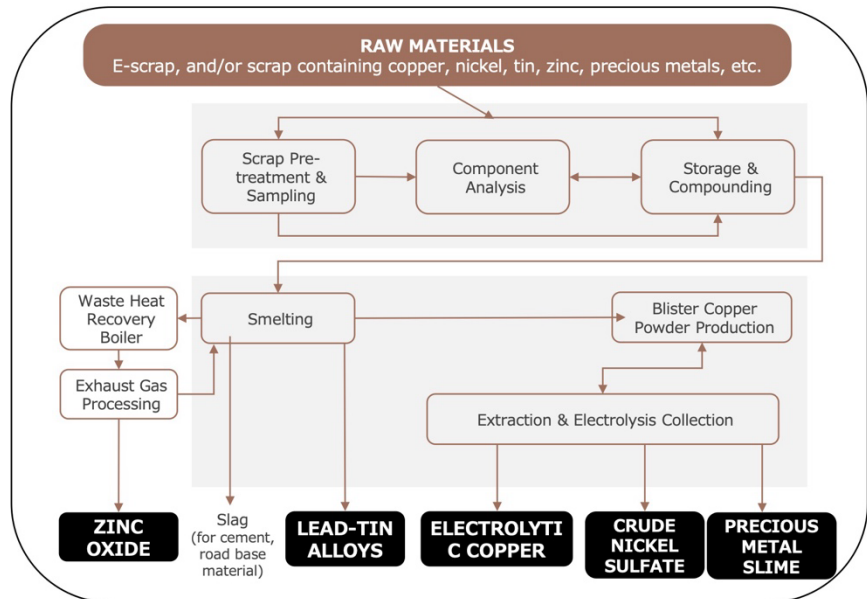 RAW MATERIALS
E-scrap, and/or scrap containing copper, nickel, tin, zinc, precious metals, etc.
Scrap Pre-
treatment &
Sampling
Component
Analysis
Storage &
Compounding
Waste Heat
Recovery
Boiler
Smelting
Blister Copper
Powder Production
Exhaust Gas
Processing
Extraction & Electrolysis Collection
ZINC
OXIDE
Slag
(for cement,
road base
material)
LEAD-TIN
ALLOYS
ELECTROLYTI
C COPPER
CRUDE
NICKEL
SULFATE
PRECIOUS
METAL
SLIME